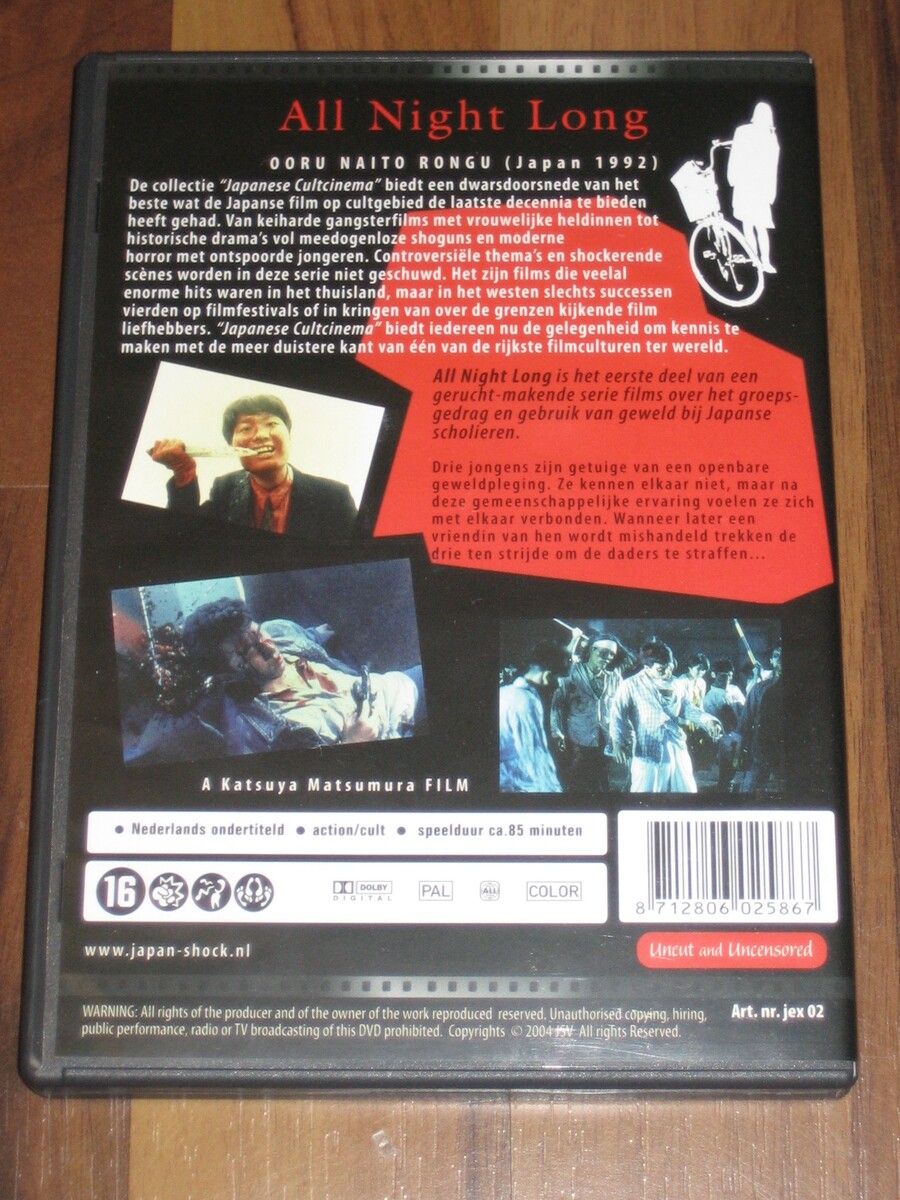 All Night Long
OORU NAITO RONGU (Japan 1992)
De collectie “Japanese Cultcinema” biedt een dwarsdoorsnede van het
beste wat de Japanse film op cultgebied de laatste decennia te bieden
heeft gehad. Van keiharde gangsterfilms met vrouwelijke heldinnen tot
historische drama's vol meedogenloze shoguns en moderne
horror met ontspoorde jongeren. Controversiële thema's en shockerende
scènes worden in deze serie niet geschuwd. Het zijn films die veelal
enorme hits waren in het thuisland, maar in het westen slechts successen
vierden op filmfestivals of in kringen van over de grenzen kijkende film
liefhebbers. “Japanese Cultcinema” biedt iedereen nu de gelegenheid om kennis te
maken met de meer duistere kant van één van de rijkste filmculturen ter wereld.
All Night Long is het eerste deel van een
gerucht-makende serie films over het groeps-
gedrag en gebruik van geweld bij Japanse
scholieren.
Drie jongens zijn getuige van een openbare
geweldpleging. Ze kennen elkaar niet, maar na
deze gemeenschappelijke ervaring voelen ze zich
met elkaar verbonden. Wanneer later een
vriendin van hen wordt mishandeld trekken de
drie ten strijde om de daders te straffen...
A Katsuya Matsumura FILM
• Nederlands ondertiteld • action/cult • speelduur ca.85 minuten
16 DOLBY DIGITAL PAL ALL COLOR
8 712806 025867
www.japan-shock.nl
Uncut and Uncensored
WARNING: All rights of the producer and of the owner of the work reproduced reserved. Unauthorised copying, hiring,
public performance, radio or TV broadcasting of this DVD prohibited. Copyrights © 2004 JSV All rights Reserved.
Art. nr. jex 02